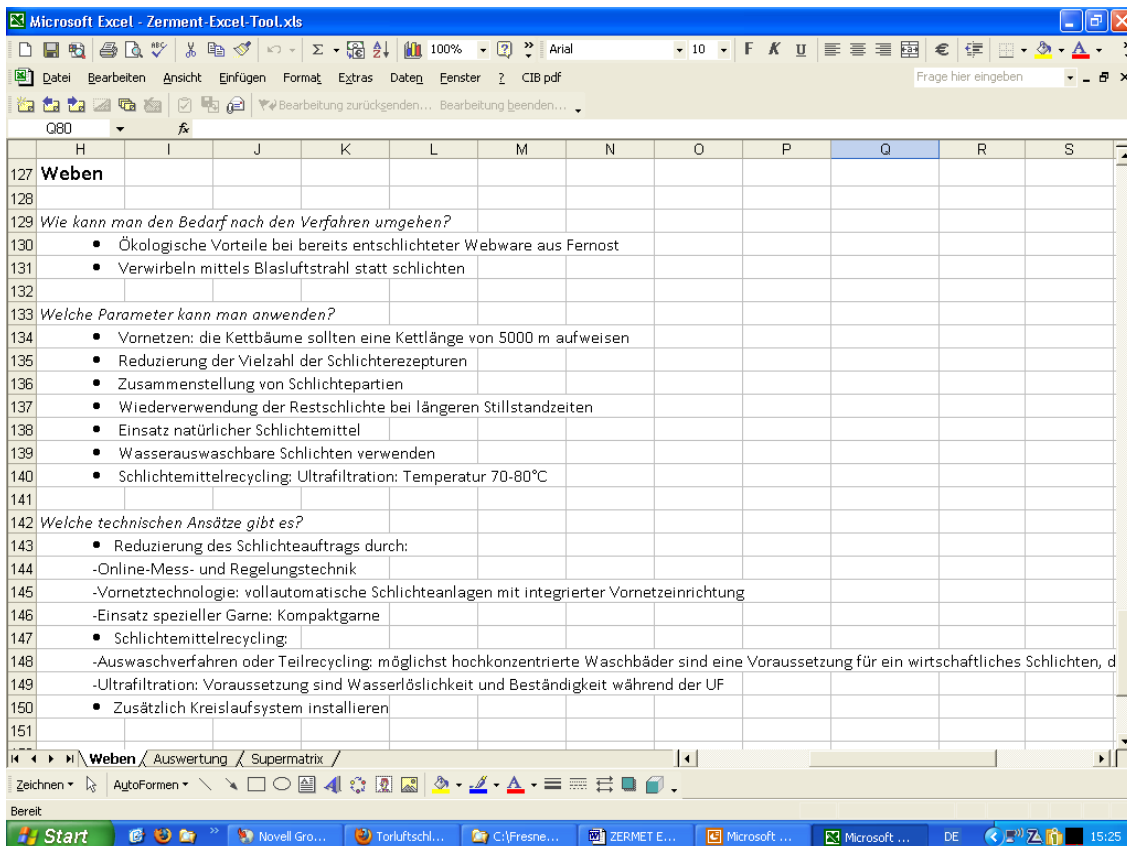 Microsoft Excel - Zerment-Excel-Tool.xls
100% Arial 10 F K U €
Datei Bearbeiten Ansicht Einfügen Format Extras Daten Fenster ? CIB pdf Frage hier eingeben
Bearbeitung zurücksenden... Bearbeitung beenden...
Q80 fx
H I J K L M N O P Q R S
127 Weben
128
129 Wie kann man den Bedarf nach den Verfahren umgehen?
130 • Ökologische Vorteile bei bereits entschlichteter Webware aus Fernost
131 • Verwirbeln mittels Blasluftstrahl statt schlichten
132
133 Welche Parameter kann man anwenden?
134 • Vornetzen: die Kettbäume sollten eine Kettlänge von 5000 m aufweisen
135 • Reduzierung der Vielzahl der Schlichterezepturen
136 • Zusammenstellung von Schlichtepartien
137 • Wiederverwendung der Restschlichte bei längeren Stillstandzeiten
138 • Einsatz natürlicher Schlichtemittel
139 • Wasserauswaschbare Schlichten verwenden
140 • Schlichtemittelrecycling: Ultrafiltration: Temperatur 70-80°C
141
142 Welche technischen Ansätze gibt es?
143 • Reduzierung des Schlichteauftrags durch:
144 -Online-Mess- und Regelungstechnik
145 -Vornetztechnologie: vollautomatische Schlichteanlagen mit integrierter Vornetzeinrichtung
146 -Einsatz spezieller Garne: Kompaktgarne
147 • Schlichtemittelrecycling:
148 -Auswaschverfahren oder Teilrecycling: möglichst hochkonzentrierte Waschbäder sind eine Voraussetzung für ein wirtschaftliches Schlichten, d
149 -Ultrafiltration: Voraussetzung sind Wasserlöslichkeit und Beständigkeit während der UF
150 • Zusätzlich Kreislaufsystem installieren
151
Weben Auswertung Supermatrix
Zeichnen AutoFormen
Bereit
Start Novell Gro... Torluftschl... C:\Fresne... ZERMET E... Microsoft ... Microsoft ... DE 15:25